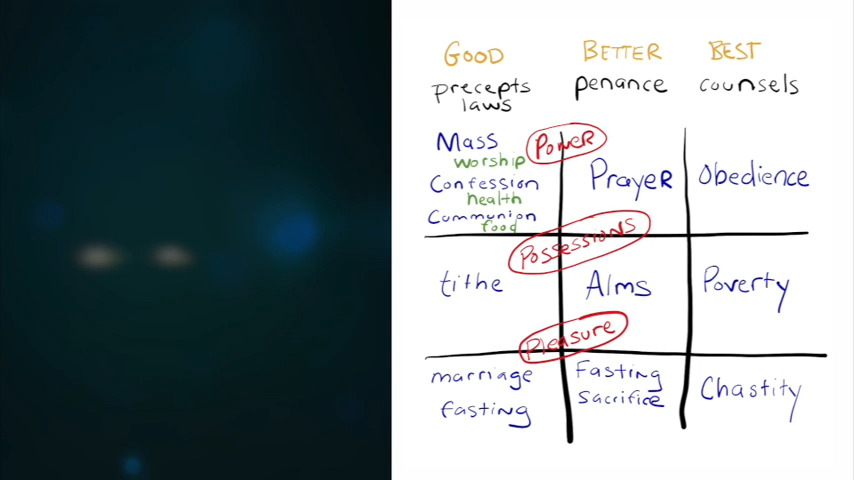 GOOD BETTER BEST
precepts laws penance counsels
Mass
worship
Confession
health
Communion
food
POWER
PrayeR
Obedience
POSSESSIONS
tithe
Alms
Poverty
Pleasure
marriage
fasting
Fasting
Sacrifice
Chastity